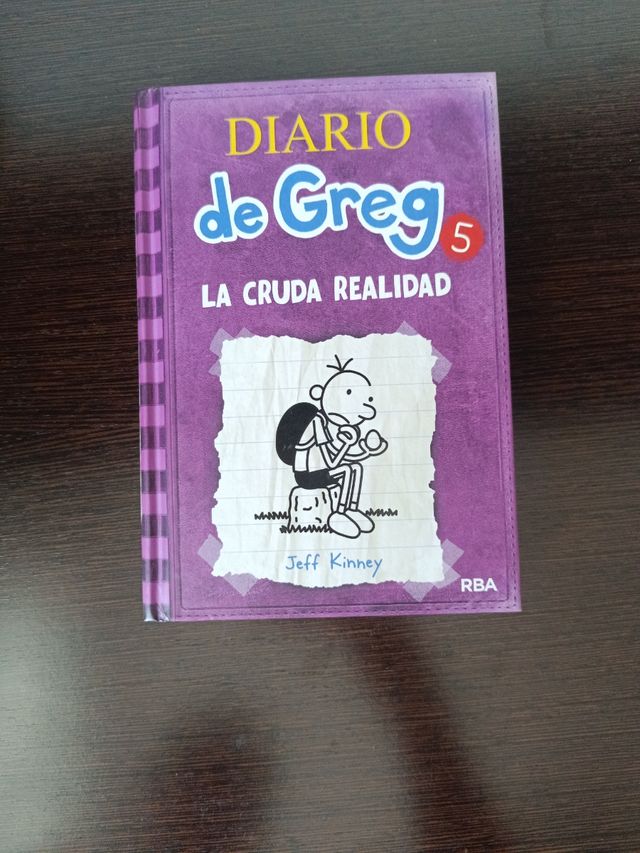 DIARIO
de Greg 5
LA CRUDA REALIDAD
Jeff Kinney
RBA